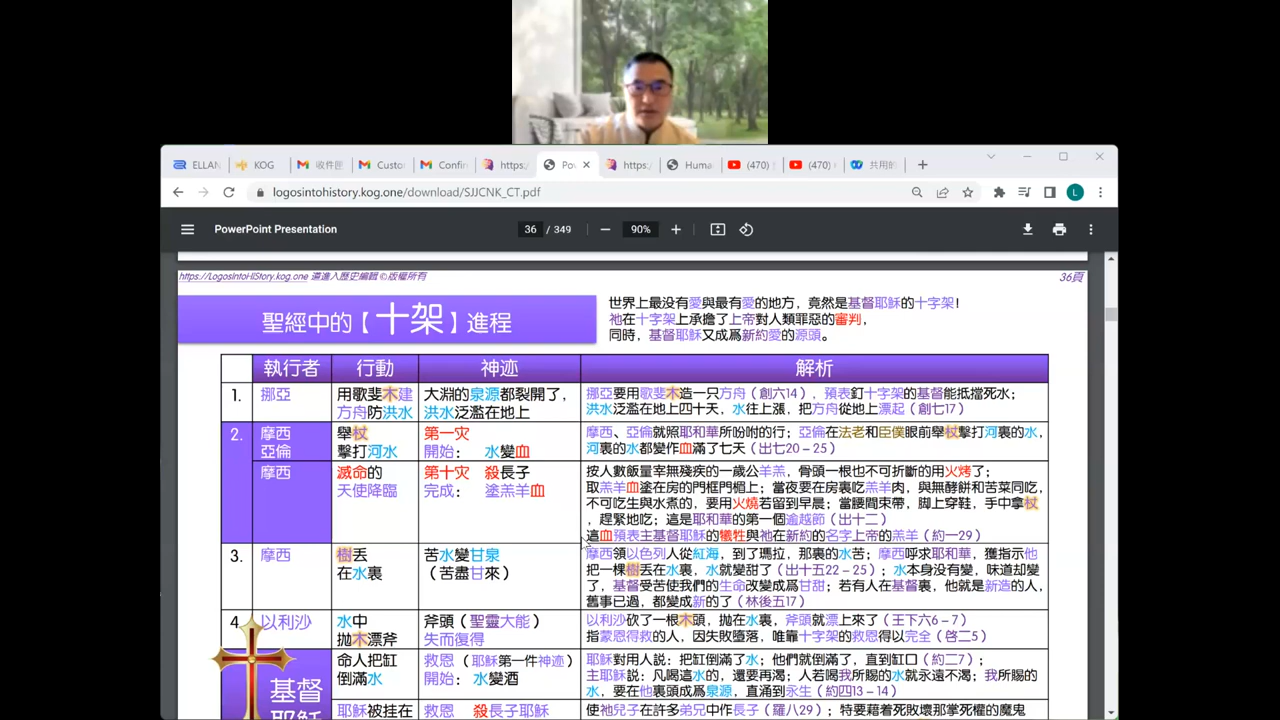 ELLAN
KOG
收件
Custo
Confir
https:/
Pow
https:/
Huma
(470)
(470)
共用的
logosintohistory.kog.one/download/SJJCNK_CT.pdf
L
PowerPoint Presentation
36 / 349
90%
https://LogosIntoHIStory.kog.one 道進入歷史編輯©版權所有
36頁
聖經中的【十架】進程
世界上最没有愛與最有愛的地方，竟然是基督耶穌的十字架！
祂在十字架上承擔了上帝對人類罪惡的審判，
同時，基督耶穌又成爲新約愛的源頭。
執行者 行動 神迹 解析
1. 挪亞
用歌斐木建
方舟防洪水
大淵的泉源都裂開了，
洪水泛濫在地上
挪亞要用歌斐木造一只方舟（創六14），預表釘十字架的基督能抵擋死水；
洪水泛濫在地上四十天，水往上漲，把方舟從地上漂起（創七17）
2. 摩西
亞倫
舉杖
擊打河水
第一灾
開始： 水變血
摩西、亞倫就照耶和華所吩咐的行；亞倫在法老和臣僕眼前舉杖擊打河裏的水，
河裏的水都變作血滿了七天（出七20－25）
摩西
滅命的
天使降臨
第十灾 殺長子
完成： 塗羔羊血
按人數飯量宰無殘疾的一歲公羊羔，骨頭一根也不可折斷的用火烤了；
取羔羊血塗在房的門框門楣上；當夜要在房裏吃羔羊肉，與無酵餅和苦菜同吃，
不可吃生與水煮的，要用火燒若留到早晨；當腰間束帶，脚上穿鞋，手中拿杖
，趕緊地吃；這是耶和華的第一個逾越節（出十二）
這血預表主基督耶穌的犧牲與祂在新約的名字上帝的羔羊（約一29）
3. 摩西
樹丢
在水裏
苦水變甘泉
（苦盡甘來）
摩西領以色列人從紅海，到了瑪拉，那裏的水苦；摩西呼求耶和華，獲指示他
把一棵樹丢在水裏，水就變甜了（出十五22－25）；水本身没有變，味道却變
了，基督受苦使我們的生命改變成爲甘甜；若有人在基督裏，他就是新造的人，
舊事已過，都變成新的了（林後五17）
4. 以利沙
水中
抛木漂斧
斧頭（聖靈大能）
失而復得
以利沙砍了一根木頭，抛在水裏，斧頭就漂上來了（王下六6－7）
指蒙恩得救的人，因失敗墮落，唯靠十字架的救恩得以完全（啓二5）
基督
耶穌
命人把缸
倒滿水
救恩（耶穌第一件神迹）
開始： 水變酒
耶穌對用人説：把缸倒滿了水；他們就倒滿了，直到缸口（約二7）；
主耶穌説：凡喝這水的，還要再渴；人若喝我所賜的水就永遠不渴；我所賜的
水，要在他裏頭成爲泉源，直涌到永生（約四13－14）
耶穌被挂在
救恩 殺長子耶穌
使祂兒子在許多弟兄中作長子（羅八29）；特要藉着死敗壞那掌死權的魔鬼